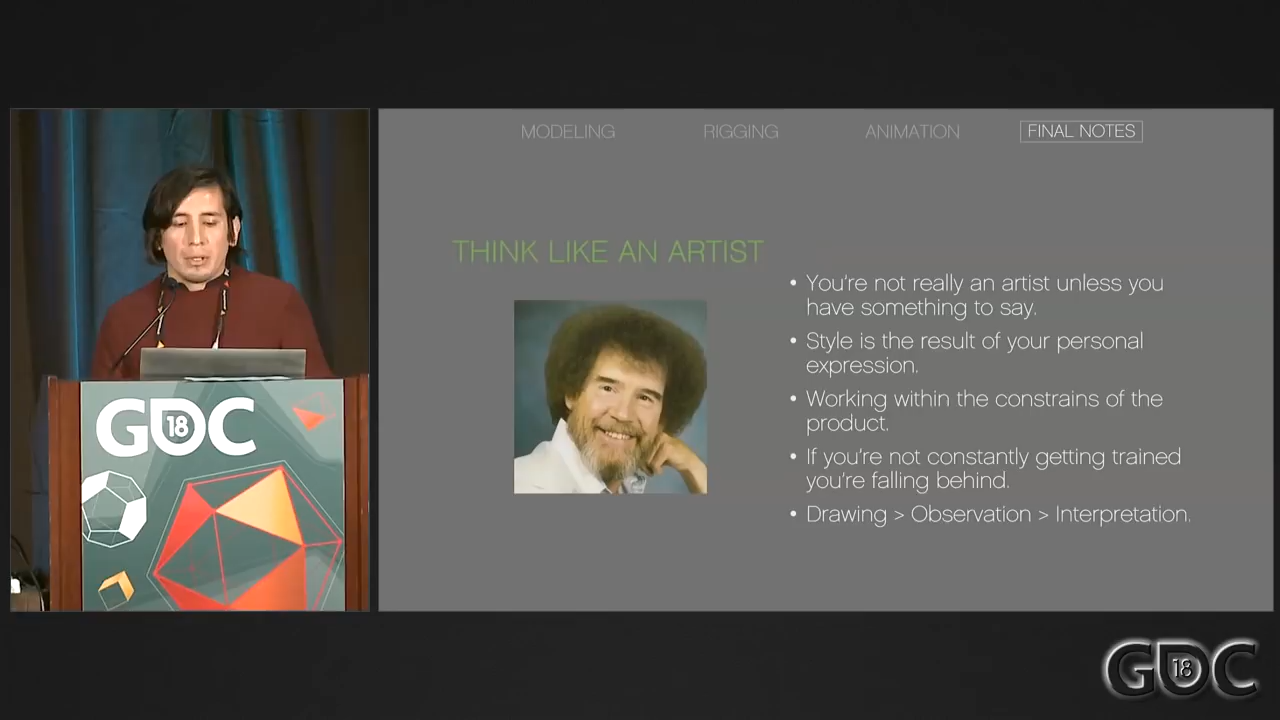 MODELING
RIGGING
ANIMATION
FINAL NOTES
THINK LIKE AN ARTIST
• You're not really an artist unless you
have something to say.
• Style is the result of your personal
expression.
• Working within the constrains of the
product.
• If you're not constantly getting trained
you're falling behind.
• Drawing > Observation > Interpretation.
GDC
18
GDC
18